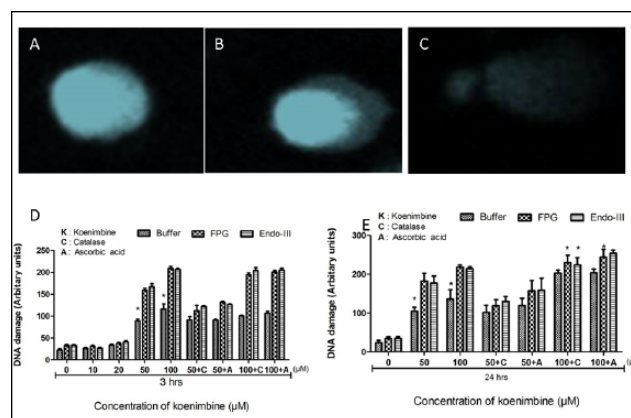 A
B
C
D
K : Koenimbine
C : Catalase
A : Ascorbic acid
Buffer
FPG
Endo-III
DNA damage (Arbitary units)
250
200
150
100
50
0
0 10 20 50 100 50+C 50+A 100+C 100+A (µM)
3 hrs
Concentration of koenimbine (µM)
E
K : Koenimbine
C : Catalase
A : Ascorbic acid
Buffer
FPG
Endo-III
DNA damage (Arbitary units)
300
200
100
0
0 50 100 50+C 50+A 100+C 100+A (µM)
24 hrs
Concentration of koenimbine (µM)